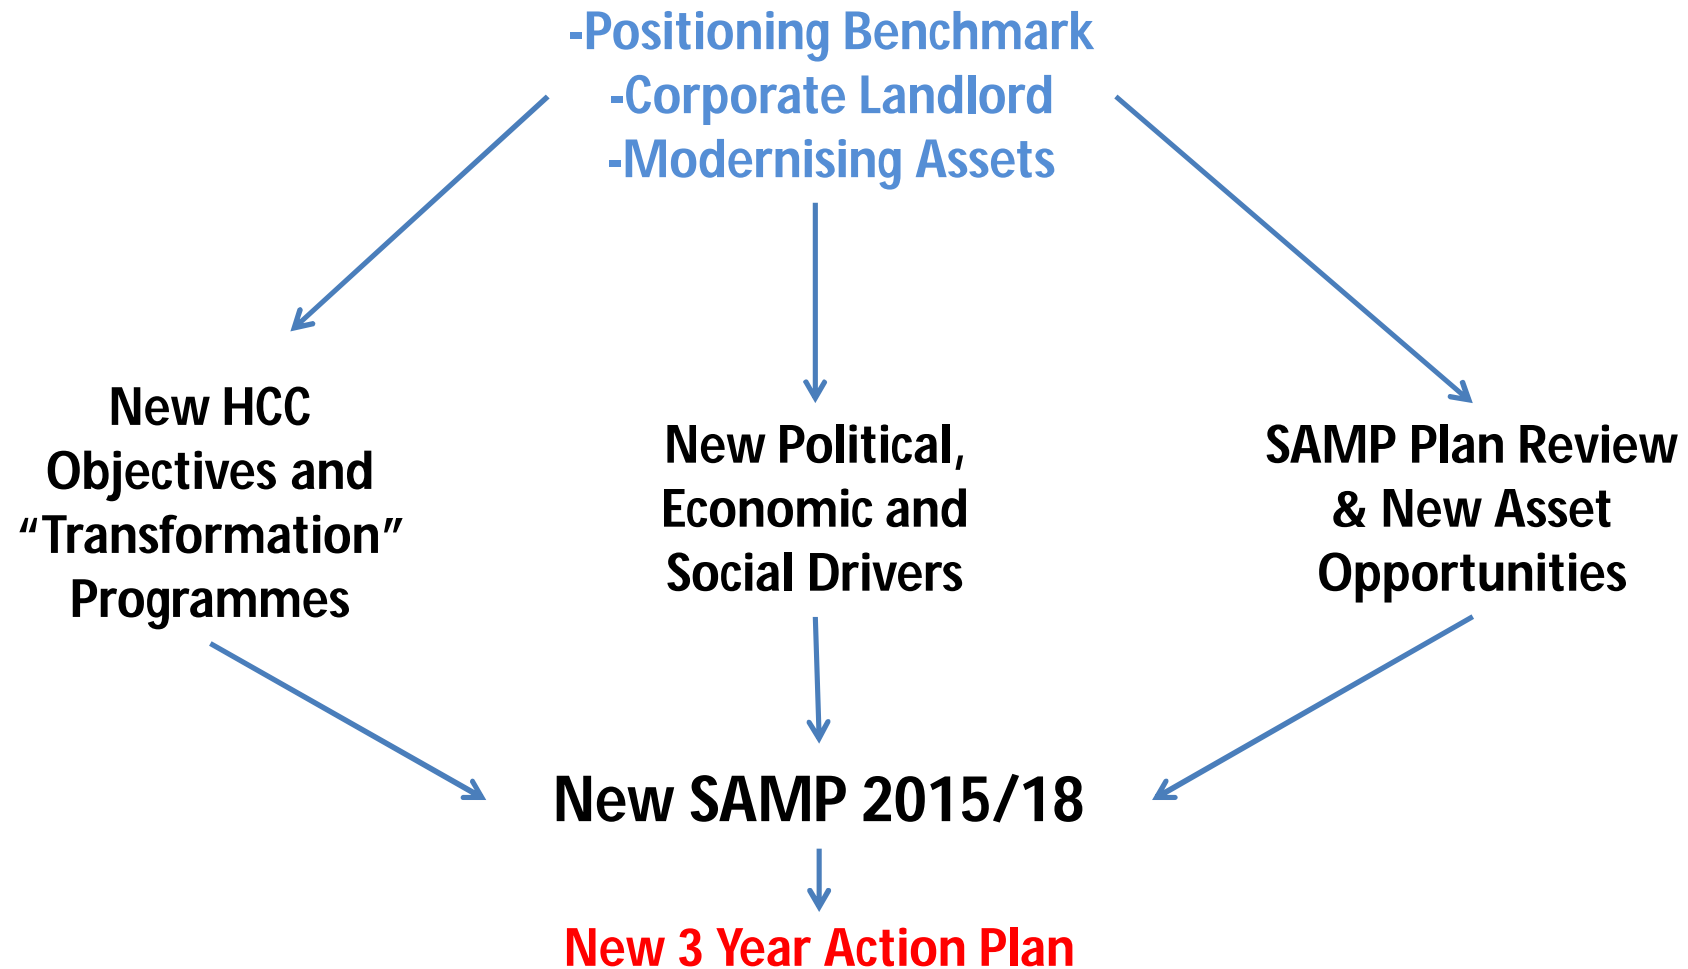 -Positioning Benchmark
-Corporate Landlord
-Modernising Assets
New HCC
Objectives and
“Transformation”
Programmes
New Political,
Economic and
Social Drivers
SAMP Plan Review
& New Asset
Opportunities
New SAMP 2015/18
New 3 Year Action Plan